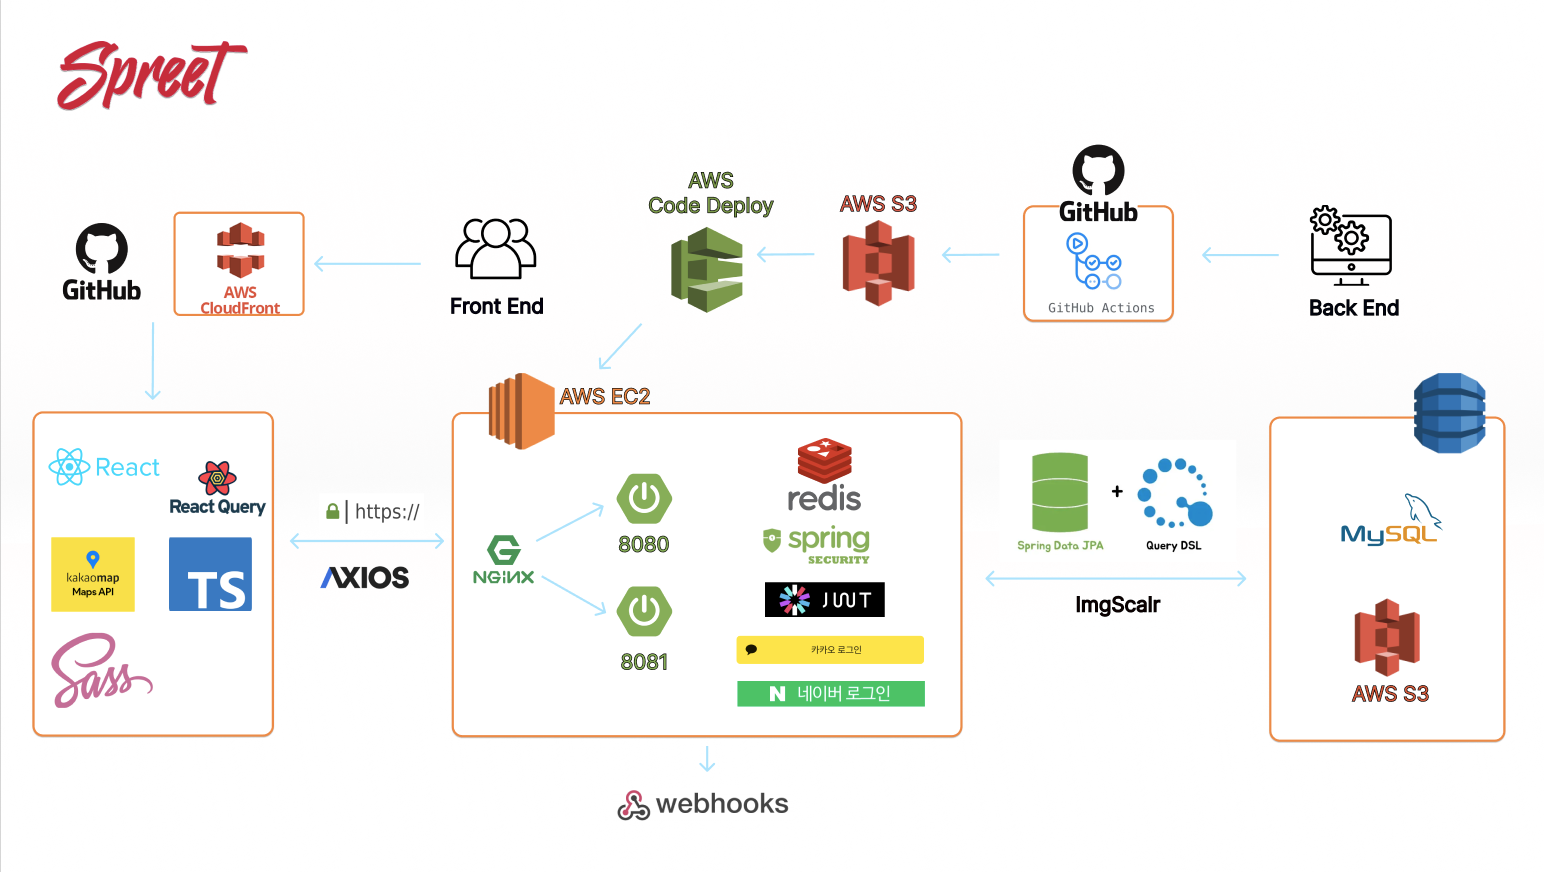 Spreet
GitHub
AWS
CloudFront
Front End
AWS
Code Deploy
AWS S3
GitHub
GitHub Actions
Back End
React
React Query
kakaomap
Maps API
TS
Sass
https://
AXIOS
AWS EC2
NGINX
8080
8081
redis
spring
SECURITY
JWT
카카오 로그인
N 네이버 로그인
webhooks
Spring Data JPA
+
Query DSL
ImgScalr
MySQL
AWS S3